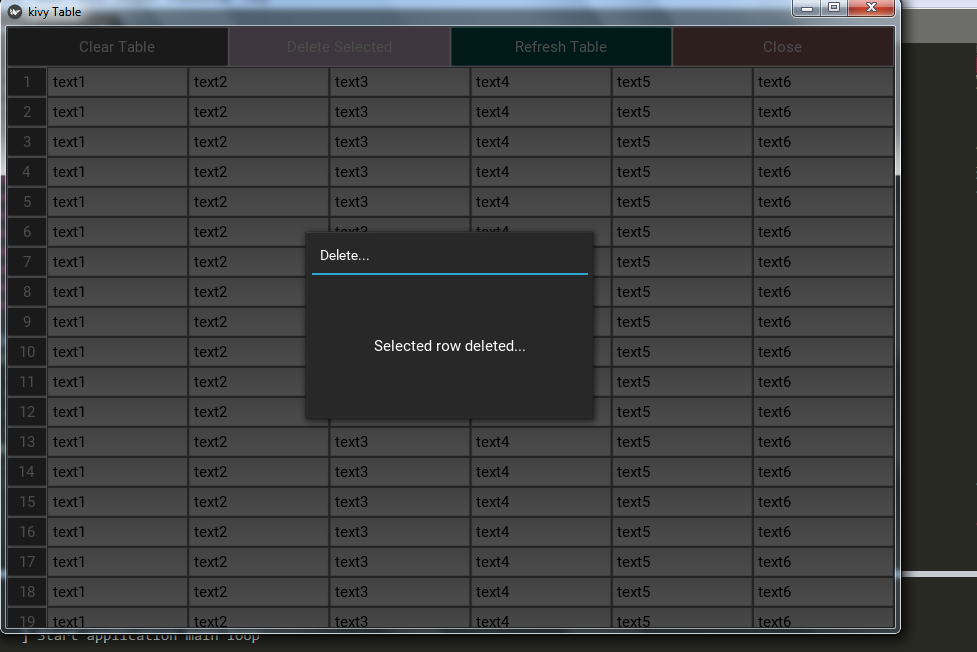 kivy Table
Clear Table Delete Selected Refresh Table Close
1 text1 text2 text3 text4 text5 text6
2 text1 text2 text3 text4 text5 text6
3 text1 text2 text3 text4 text5 text6
4 text1 text2 text3 text4 text5 text6
5 text1 text2 text3 text4 text5 text6
6 text1 text2 text3 text4 text5 text6
Delete...
7 text1 text2 text5 text6
8 text1 text2 text5 text6
9 text1 text2 text5 text6
Selected row deleted...
10 text1 text2 text5 text6
11 text1 text2 text5 text6
12 text1 text2 text5 text6
13 text1 text2 text3 text4 text5 text6
14 text1 text2 text3 text4 text5 text6
15 text1 text2 text3 text4 text5 text6
16 text1 text2 text3 text4 text5 text6
17 text1 text2 text3 text4 text5 text6
18 text1 text2 text3 text4 text5 text6
19 text1 text2 text3 text4 text5 text6
] Start application main loop